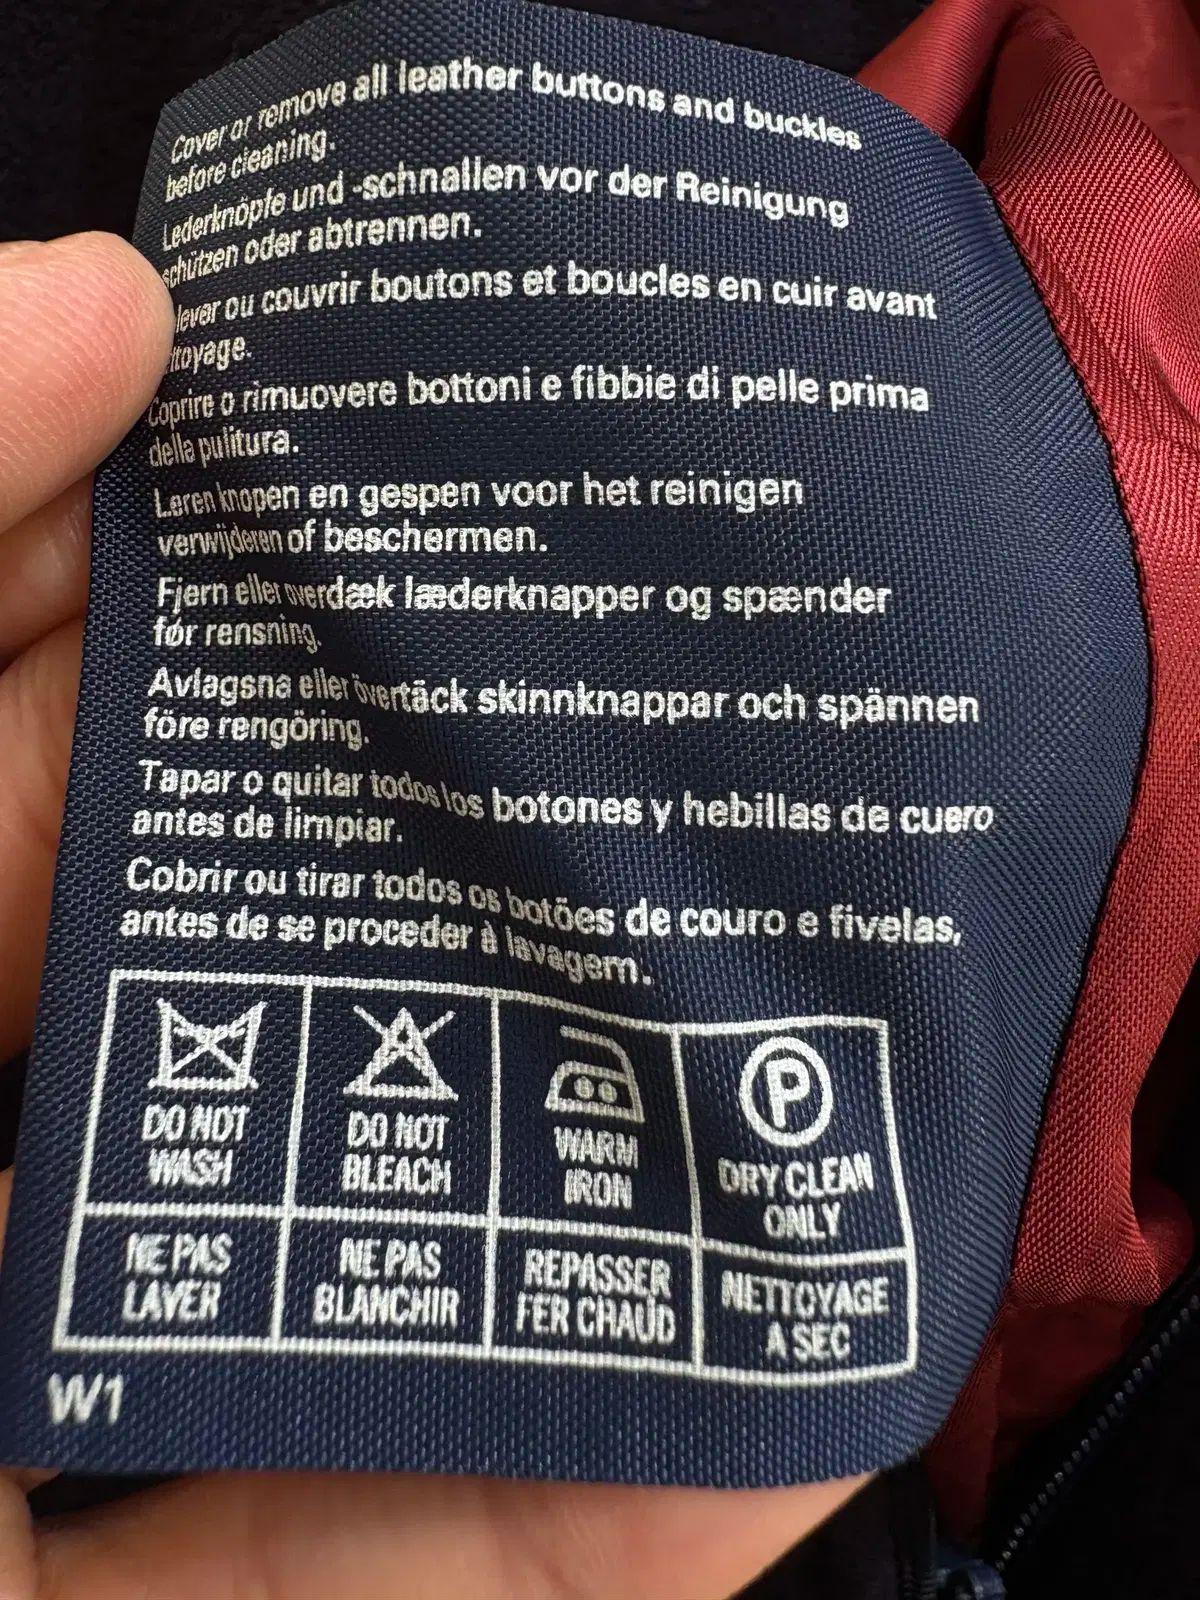 Cover or remove all leather buttons and buckles
before cleaning.
Lederknöpfe und -schnallen vor der Reinigung
schützen oder abtrennen.
ou couvrir boutons et boucles en cuir avant
Coprire o rimuovere bottoni e fibbie di pelle prima
della pulitura.
Leren knopen en gespen voor het reinigen
verwijderen of beschermen.
Fjern eller overdæk læderknapper og spænder
før rensning.
Avlagsna eller övertäck skinnknappar och spännen
före rengöring.
Tapar o quitar todos los botones y hebillas de cuero
antes de limpiar.
Cobrir ou tirar todos os botões de couro e fivelas,
antes de se proceder à lavagem.
DO NOT
WASH
DO NOT
BLEACH
WARM
IRON
P
DRY CLEAN
ONLY
NE PAS
LAVER
NE PAS
BLANCHIR
REPASSER
FER CHAUD
NETTOYAGE
A SEC
W1